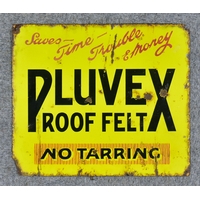 Saves - Time - Trouble
& Money
PLUVEX
ROOF FELT
NO TARRING